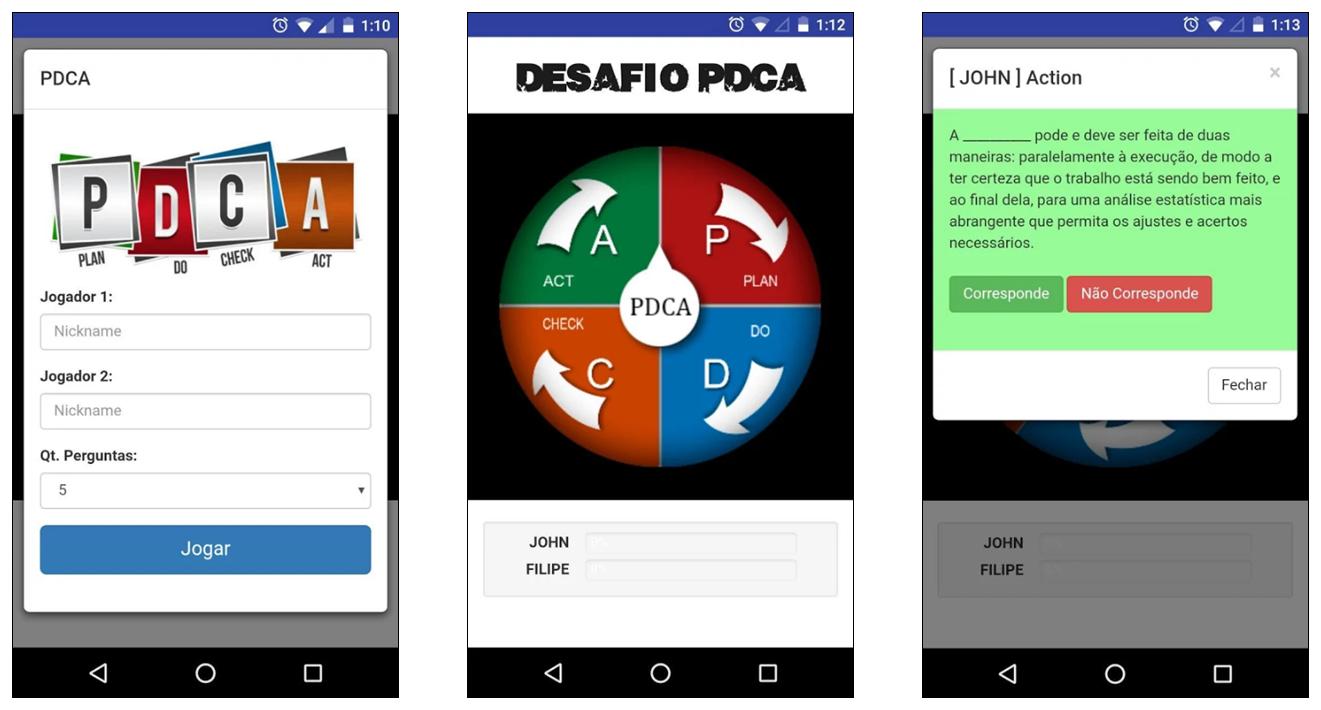 1:10
PDCA
P D C A
PLAN DO CHECK ACT
Jogador 1:
Nickname
Jogador 2:
Nickname
Qt. Perguntas:
5
Jogar
1:12
DESAFIO PDCA
A P
ACT PLAN
PDCA
CHECK DO
C D
JOHN 0%
FILIPE 0%
1:13
[ JOHN ] Action ×
A __________ pode e deve ser feita de duas
maneiras: paralelamente à execução, de modo a
ter certeza que o trabalho está sendo bem feito, e
ao final dela, para uma análise estatística mais
abrangente que permita os ajustes e acertos
necessários.
Corresponde Não Corresponde
Fechar
JOHN
FILIPE